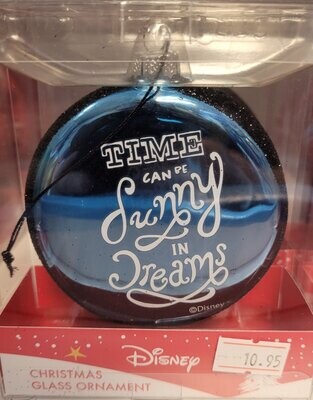 TIME
CAN BE
Funny
IN
Dreams
©Disney
Disney
CHRISTMAS
GLASS ORNAMENT
10.95